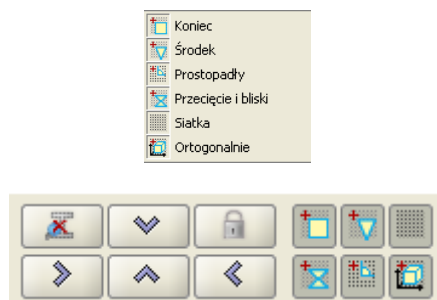 Koniec
Środek
Prostopadły
Przecięcie i bliski
Siatka
Ortogonalnie